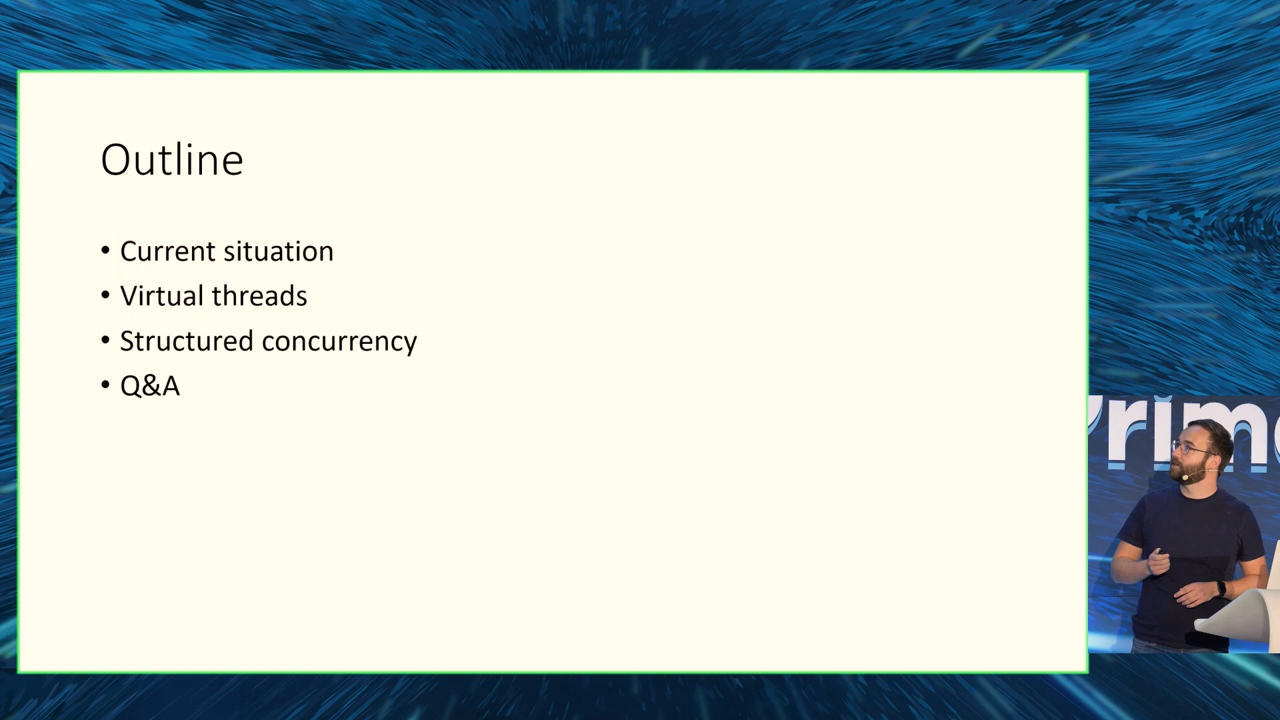 Outline
• Current situation
• Virtual threads
• Structured concurrency
• Q&A